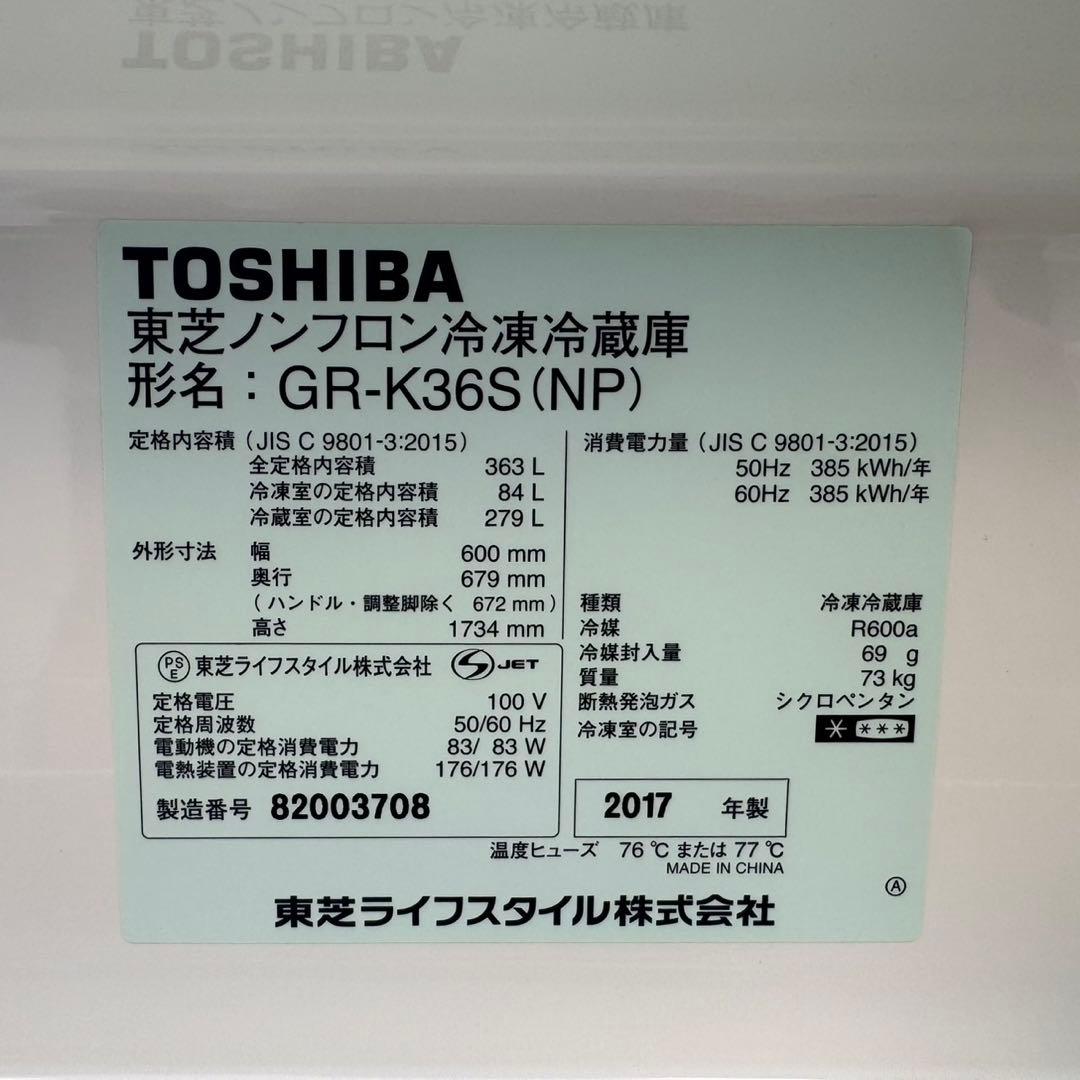 TOSHIBA
東芝ノンフロン冷凍冷蔵庫
形名：GR-K36S(NP)
定格内容積（JIS C 9801-3:2015）
全定格内容積 363 L
冷凍室の定格内容積 84 L
冷蔵室の定格内容積 279 L
外形寸法 幅 600 mm
奥行 679 mm
（ハンドル・調整脚除く 672 mm）
高さ 1734 mm
消費電力量（JIS C 9801-3:2015）
50Hz 385 kWh/年
60Hz 385 kWh/年
種類 冷凍冷蔵庫
冷媒 R600a
冷媒封入量 69 g
質量 73 kg
断熱発泡ガス シクロペンタン
冷凍室の記号 * ***
PSE 東芝ライフスタイル株式会社 S JET
定格電圧 100 V
定格周波数 50/60 Hz
電動機の定格消費電力 83/ 83 W
電熱装置の定格消費電力 176/176 W
製造番号 82003708
2017 年製
温度ヒューズ 76 ℃ または 77 ℃
MADE IN CHINA
A
東芝ライフスタイル株式会社